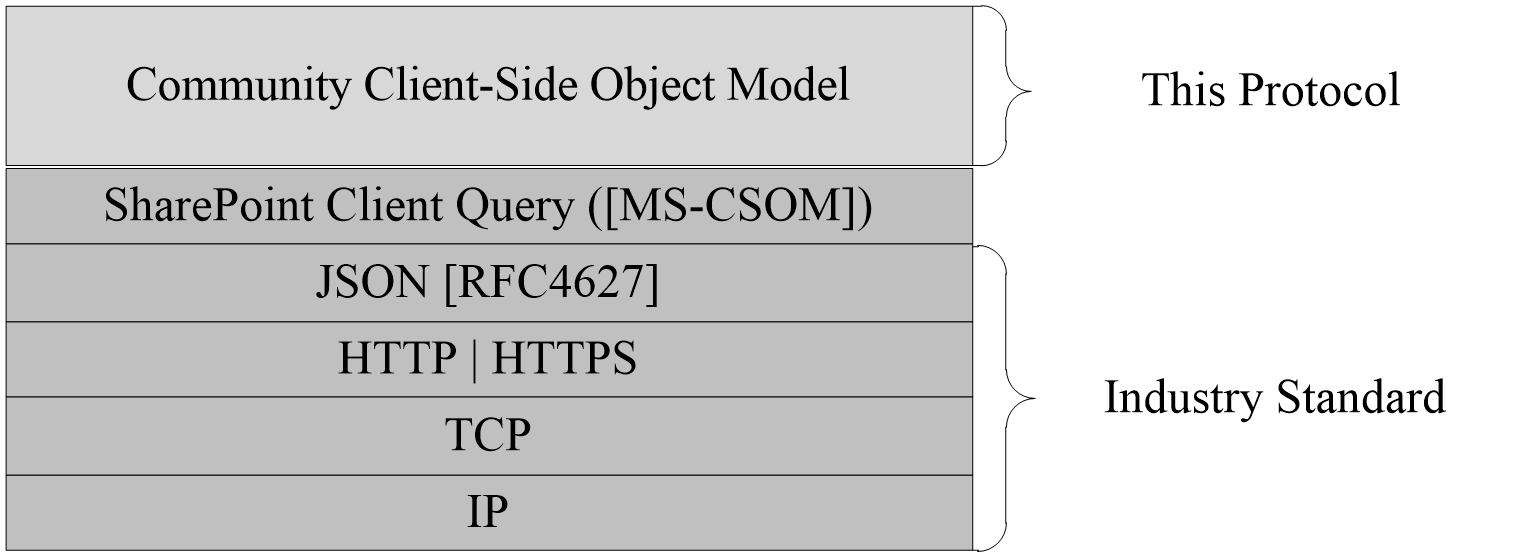 Community Client-Side Object Model
This Protocol
SharePoint Client Query ([MS-CSOM])
JSON [RFC4627]
HTTP | HTTPS
Industry Standard
TCP
IP